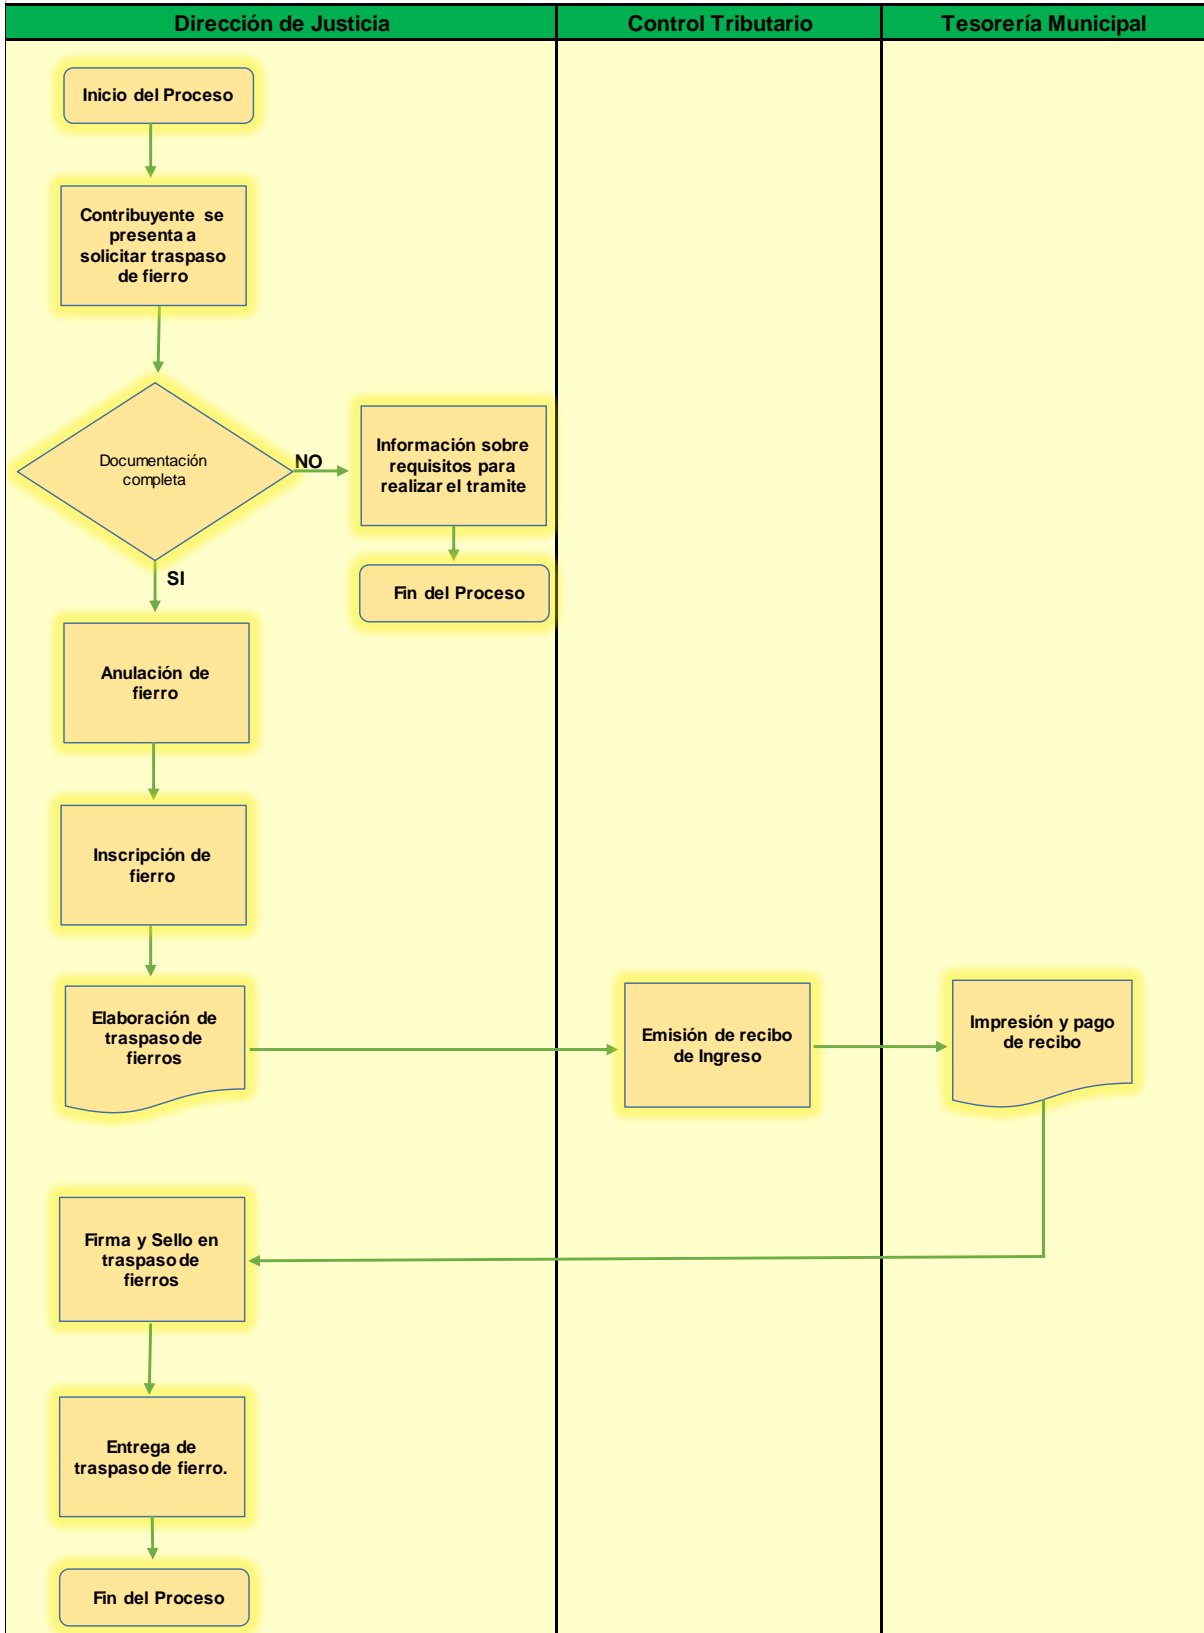 Dirección de Justicia
Control Tributario
Tesorería Municipal
Inicio del Proceso
Contribuyente se
presenta a
solicitar traspaso
de fierro
Documentación
completa
NO
Información sobre
requisitos para
realizar el tramite
Fin del Proceso
SI
Anulación de
fierro
Inscripción de
fierro
Elaboración de
traspaso de
fierros
Emisión de recibo
de Ingreso
Impresión y pago
de recibo
Firma y Sello en
traspaso de
fierros
Entrega de
traspaso de fierro.
Fin del Proceso